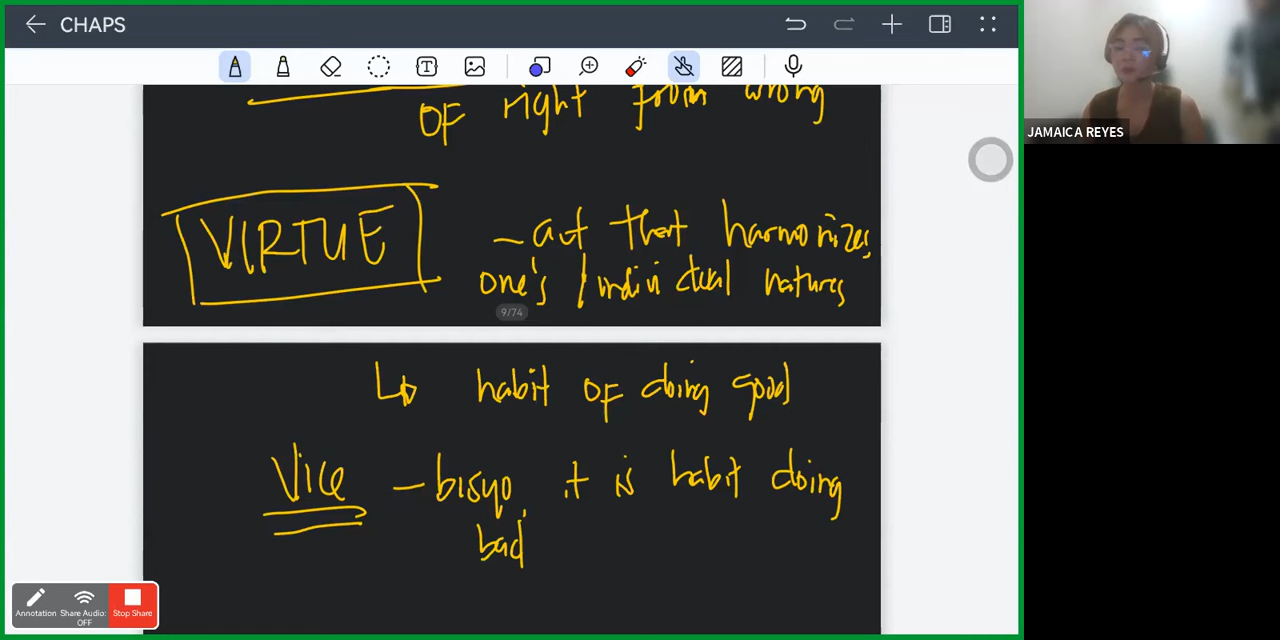 CHAPS
of right from wrong
JAMAICA REYES
VIRTUE
- act that harmonizes
one's / individual natures
9/74
habit of doing good
Vice - bisyo, it is habit doing
bad
Annotation
Share Audio: OFF
Stop Share